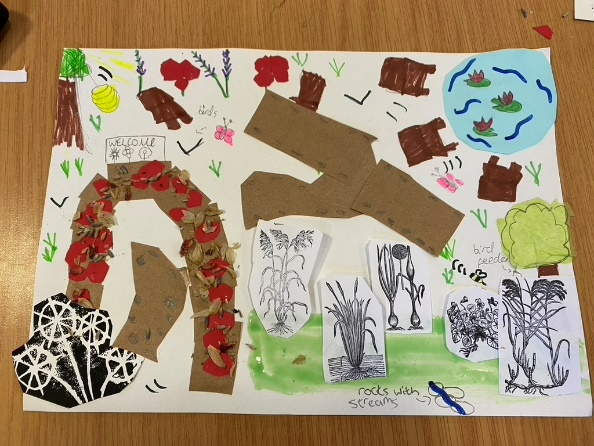 birds
WELCOME
bird
feeder
rocks with
streams